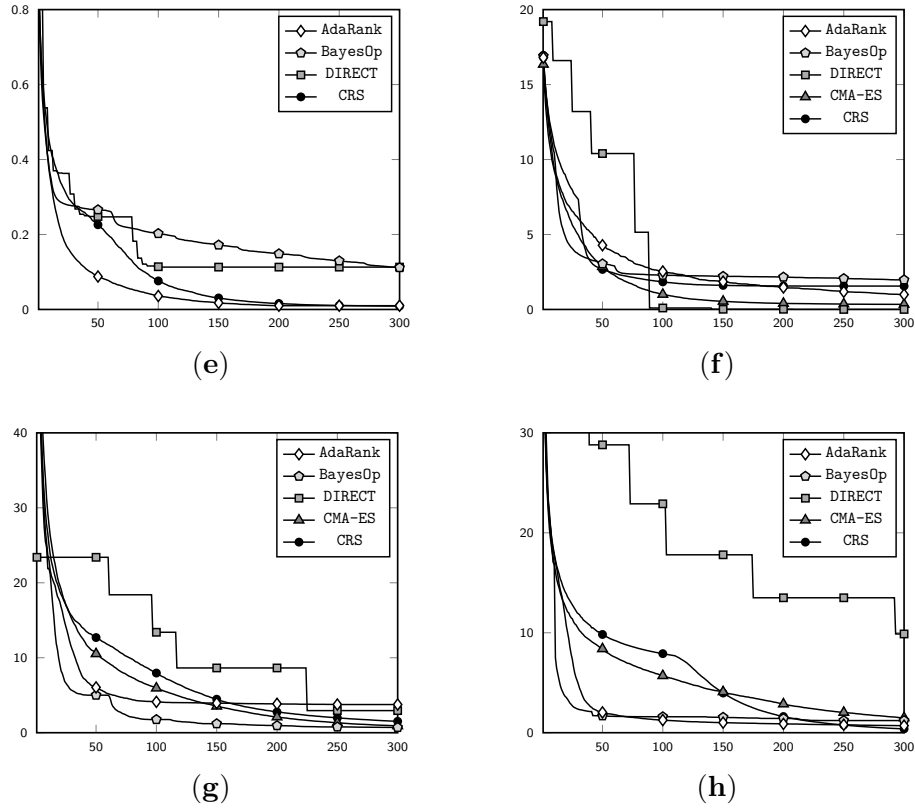 0.8
0.6
0.4
0.2
0
50 100 150 200 250 300
AdaRank
BayesOp
DIRECT
CRS
(e)
20
15
10
5
0
50 100 150 200 250 300
AdaRank
BayesOp
DIRECT
CMA-ES
CRS
(f)
40
30
20
10
0
50 100 150 200 250 300
AdaRank
BayesOp
DIRECT
CMA-ES
CRS
(g)
30
20
10
0
50 100 150 200 250 300
AdaRank
BayesOp
DIRECT
CMA-ES
CRS
(h)